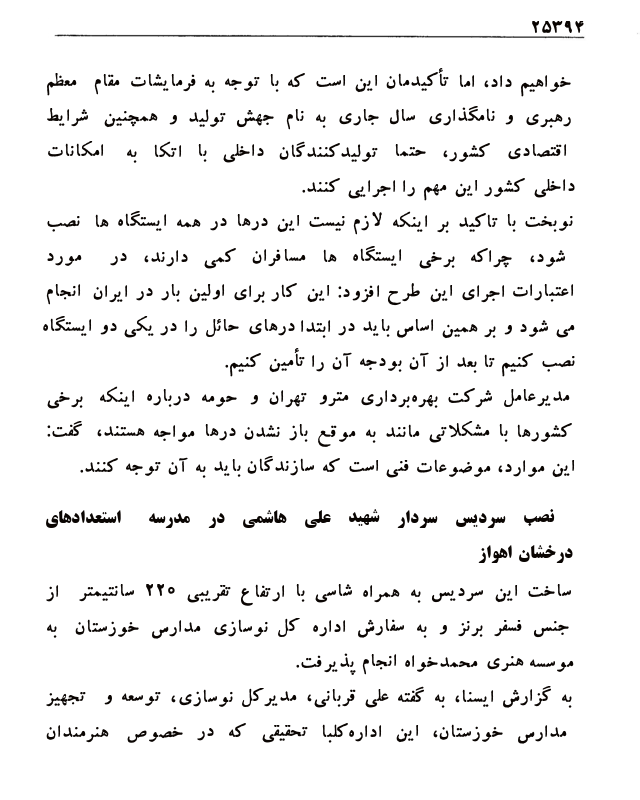 ۲۵۳۹۴
خواهیم داد، اما تأکیدمان این است که با توجه به فرمایشات مقام معظم
رهبری و نامگذاری سال جاری به نام جهش تولید و همچنین شرایط
اقتصادی کشور، حتما تولیدکنندگان داخلی با اتکا به امکانات
داخلی کشور این مهم را اجرایی کنند.
نوبخت با تاکید بر اینکه لازم نیست این درها در همه ایستگاه ها نصب
شود، چراکه برخی ایستگاه ها مسافران کمی دارند، در مورد
اعتبارات اجرای این طرح افزود: این کار برای اولین بار در ایران انجام
می شود و بر همین اساس باید در ابتدا درهای حائل را در یکی دو ایستگاه
نصب کنیم تا بعد از آن بودجه آن را تأمین کنیم.
مدیرعامل شرکت بهره‌برداری مترو تهران و حومه درباره اینکه برخی
کشورها با مشکلاتی مانند به موقع باز نشدن درها مواجه هستند، گفت:
این موارد، موضوعات فنی است که سازندگان باید به آن توجه کنند.
نصب سردیس سردار شهید علی هاشمی در مدرسه استعدادهای
درخشان اهواز
ساخت این سردیس به همراه شاسی با ارتفاع تقریبی ۲۲۰ سانتیمتر از
جنس فسفر برنز و به سفارش اداره کل نوسازی مدارس خوزستان به
موسسه هنری محمدخواه انجام پذیرفت.
به گزارش ایسنا، به گفته علی قربانی، مدیرکل نوسازی، توسعه و تجهیز
مدارس خوزستان، این اداره‌کلبا تحقیقی که در خصوص هنرمندان